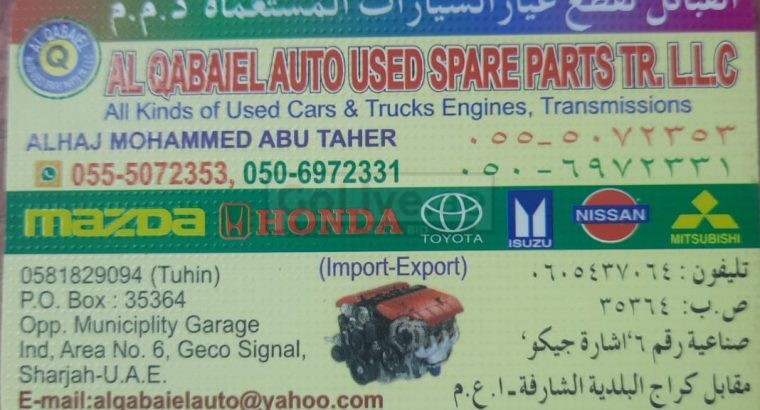 القبائل لقطع غيار السيارات المستعملة ذ.م.م
AL QABAIEL AUTO USED SPARE PARTS TR. L.L.C
All Kinds of Used Cars & Trucks Engines, Transmissions
ALHAJ MOHAMMED ABU TAHER
٠٥٥-٥٠٧٢٣٥٣
055-5072353, 050-6972331
٠٥٠-٦٩٧٢٣٣١
mazda HONDA TOYOTA ISUZU NISSAN MITSUBISHI
(Import-Export)
0581829094 (Tuhin)
P.O. Box : 35364
Opp. Municiplity Garage
Ind, Area No. 6, Geco Signal,
Sharjah-U.A.E.
E-mail:alqabaielauto@yahoo.com
تليفون : ٠٦٠٥٤٣٧٠٦٤
ص.ب: ٣٥٣٦٤
صناعية رقم ٦ ‘اشارة جيكو’
مقابل كراج البلدية الشارقة-ا.ع.م